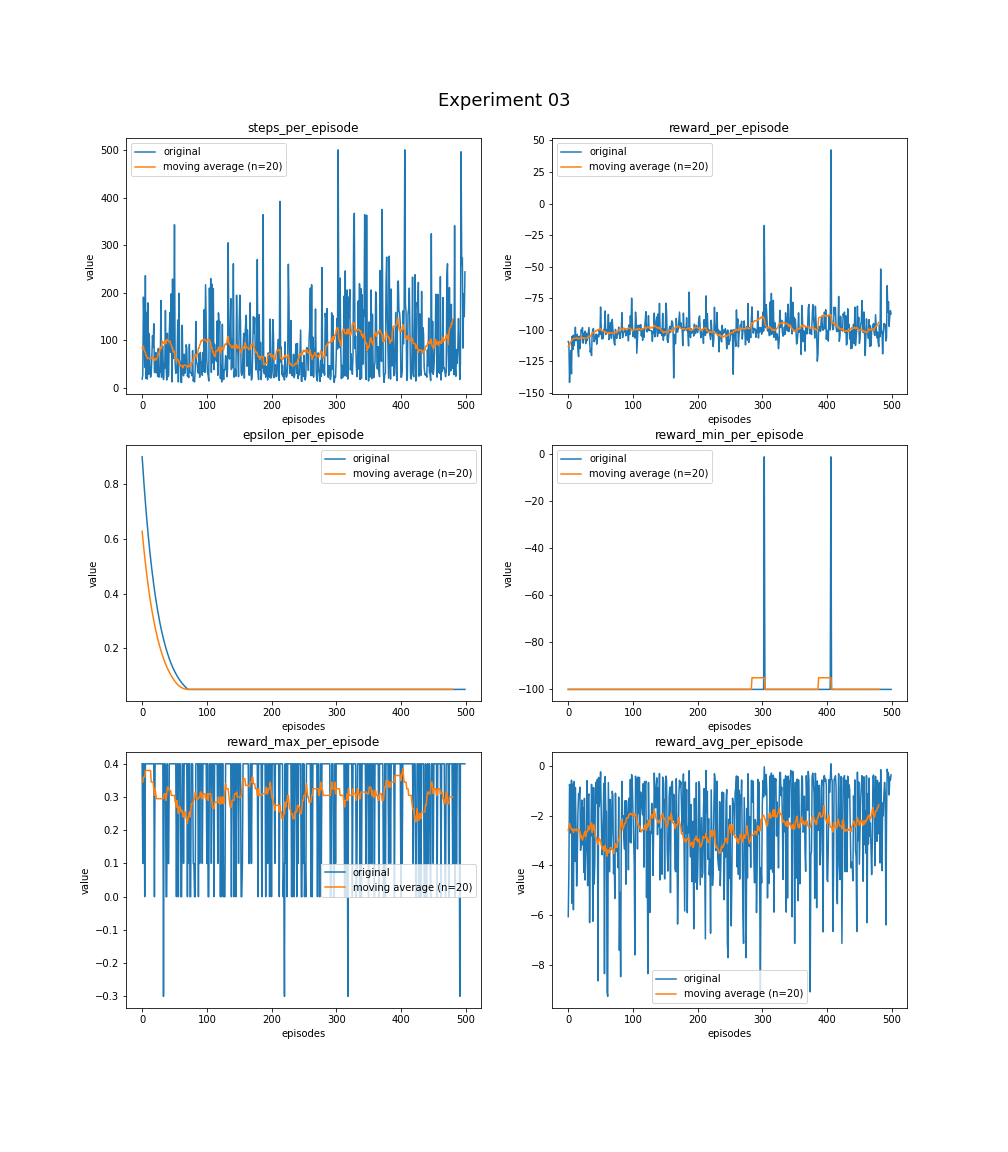 Experiment 03
steps_per_episode
500
400
300
200
100
0
value
original
moving average (n=20)
0 100 200 300 400 500
episodes
reward_per_episode
50
25
0
−25
−50
−75
−100
−125
−150
value
original
moving average (n=20)
0 100 200 300 400 500
episodes
epsilon_per_episode
0.8
0.6
0.4
0.2
value
original
moving average (n=20)
0 100 200 300 400 500
episodes
reward_min_per_episode
0
−20
−40
−60
−80
−100
value
original
moving average (n=20)
0 100 200 300 400 500
episodes
reward_max_per_episode
0.4
0.3
0.2
0.1
0.0
−0.1
−0.2
−0.3
value
original
moving average (n=20)
0 100 200 300 400 500
episodes
reward_avg_per_episode
0
−2
−4
−6
−8
value
original
moving average (n=20)
0 100 200 300 400 500
episodes